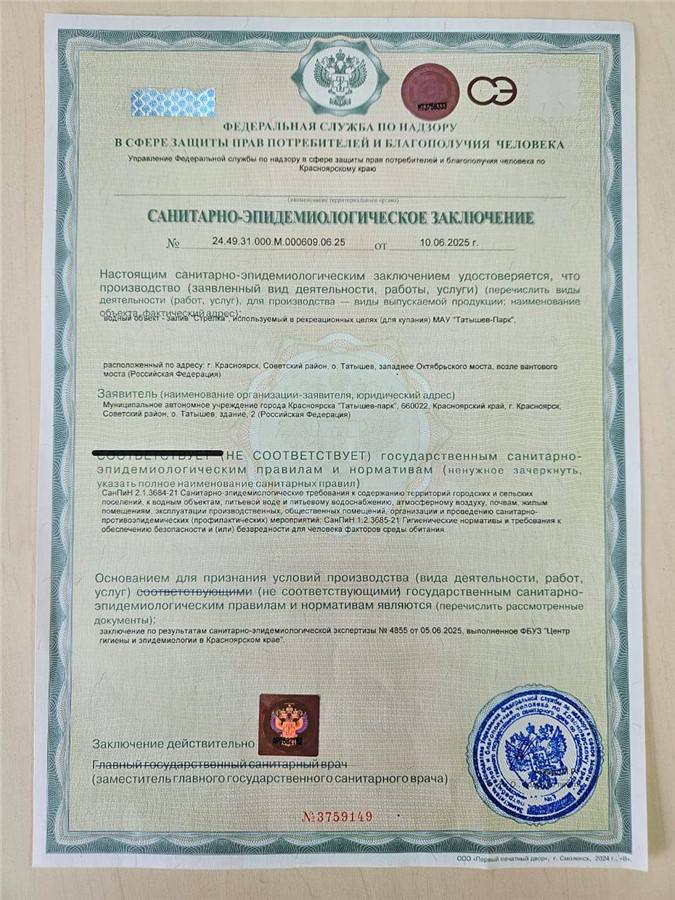 МТ3758333
СЭ
ФЕДЕРАЛЬНАЯ СЛУЖБА ПО НАДЗОРУ
В СФЕРЕ ЗАЩИТЫ ПРАВ ПОТРЕБИТЕЛЕЙ И БЛАГОПОЛУЧИЯ ЧЕЛОВЕКА
Управление Федеральной службы по надзору в сфере защиты прав потребителей и благополучия человека по
Красноярскому краю
(наименование территориального органа)
САНИТАРНО-ЭПИДЕМИОЛОГИЧЕСКОЕ ЗАКЛЮЧЕНИЕ
№ 24.49.31.000.М.000609.06.25 от 10.06.2025 г.
Настоящим санитарно-эпидемиологическим заключением удостоверяется, что
производство (заявленный вид деятельности, работы, услуги) (перечислить виды
деятельности (работ, услуг), для производства — виды выпускаемой продукции; наименование
объекта, фактический адрес):
водный объект - залив "Стрелка", используемый в рекреационных целях (для купания) МАУ "Татышев-Парк".
расположенный по адресу: г. Красноярск, Советский район, о. Татышев, западнее Октябрьского моста, возле вантового
моста (Российская Федерация)
Заявитель (наименование организации-заявителя, юридический адрес)
Муниципальное автономное учреждение города Красноярска "Татышев-парк", 660022, Красноярский край, г. Красноярск,
Советский район, о. Татышев, здание, 2 (Российская Федерация)
СООТВЕТСТВУЕТ (НЕ СООТВЕТСТВУЕТ) государственным санитарно-
эпидемиологическим правилам и нормативам (ненужное зачеркнуть,
указать полное наименование санитарных правил)
СанПиН 2.1.3684-21 Санитарно-эпидемиологические требования к содержанию территорий городских и сельских
поселений, к водным объектам, питьевой воде и питьевому водоснабжению, атмосферному воздуху, почвам, жилым
помещениям, эксплуатации производственных, общественных помещений, организации и проведению санитарно-
противоэпидемических (профилактических) мероприятий; СанПиН 1.2.3685-21 Гигиенические нормативы и требования к
обеспечению безопасности и (или) безвредности для человека факторов среды обитания.
Основанием для признания условий производства (вида деятельности, работ,
услуг) соответствующими (не соответствующими) государственным санитарно-
эпидемиологическим правилам и нормативам являются (перечислить рассмотренные
документы):
заключение по результатам санитарно-эпидемиологической экспертизы № 4855 от 05.06.2025, выполненное ФБУЗ "Центр
гигиены и эпидемиологии в Красноярском крае".
Заключение действительно
Главный государственный санитарный врач
(заместитель главного государственного санитарного врача)
№3759149
ООО «Первый печатный двор», г. Смоленск, 2024 г., «В».